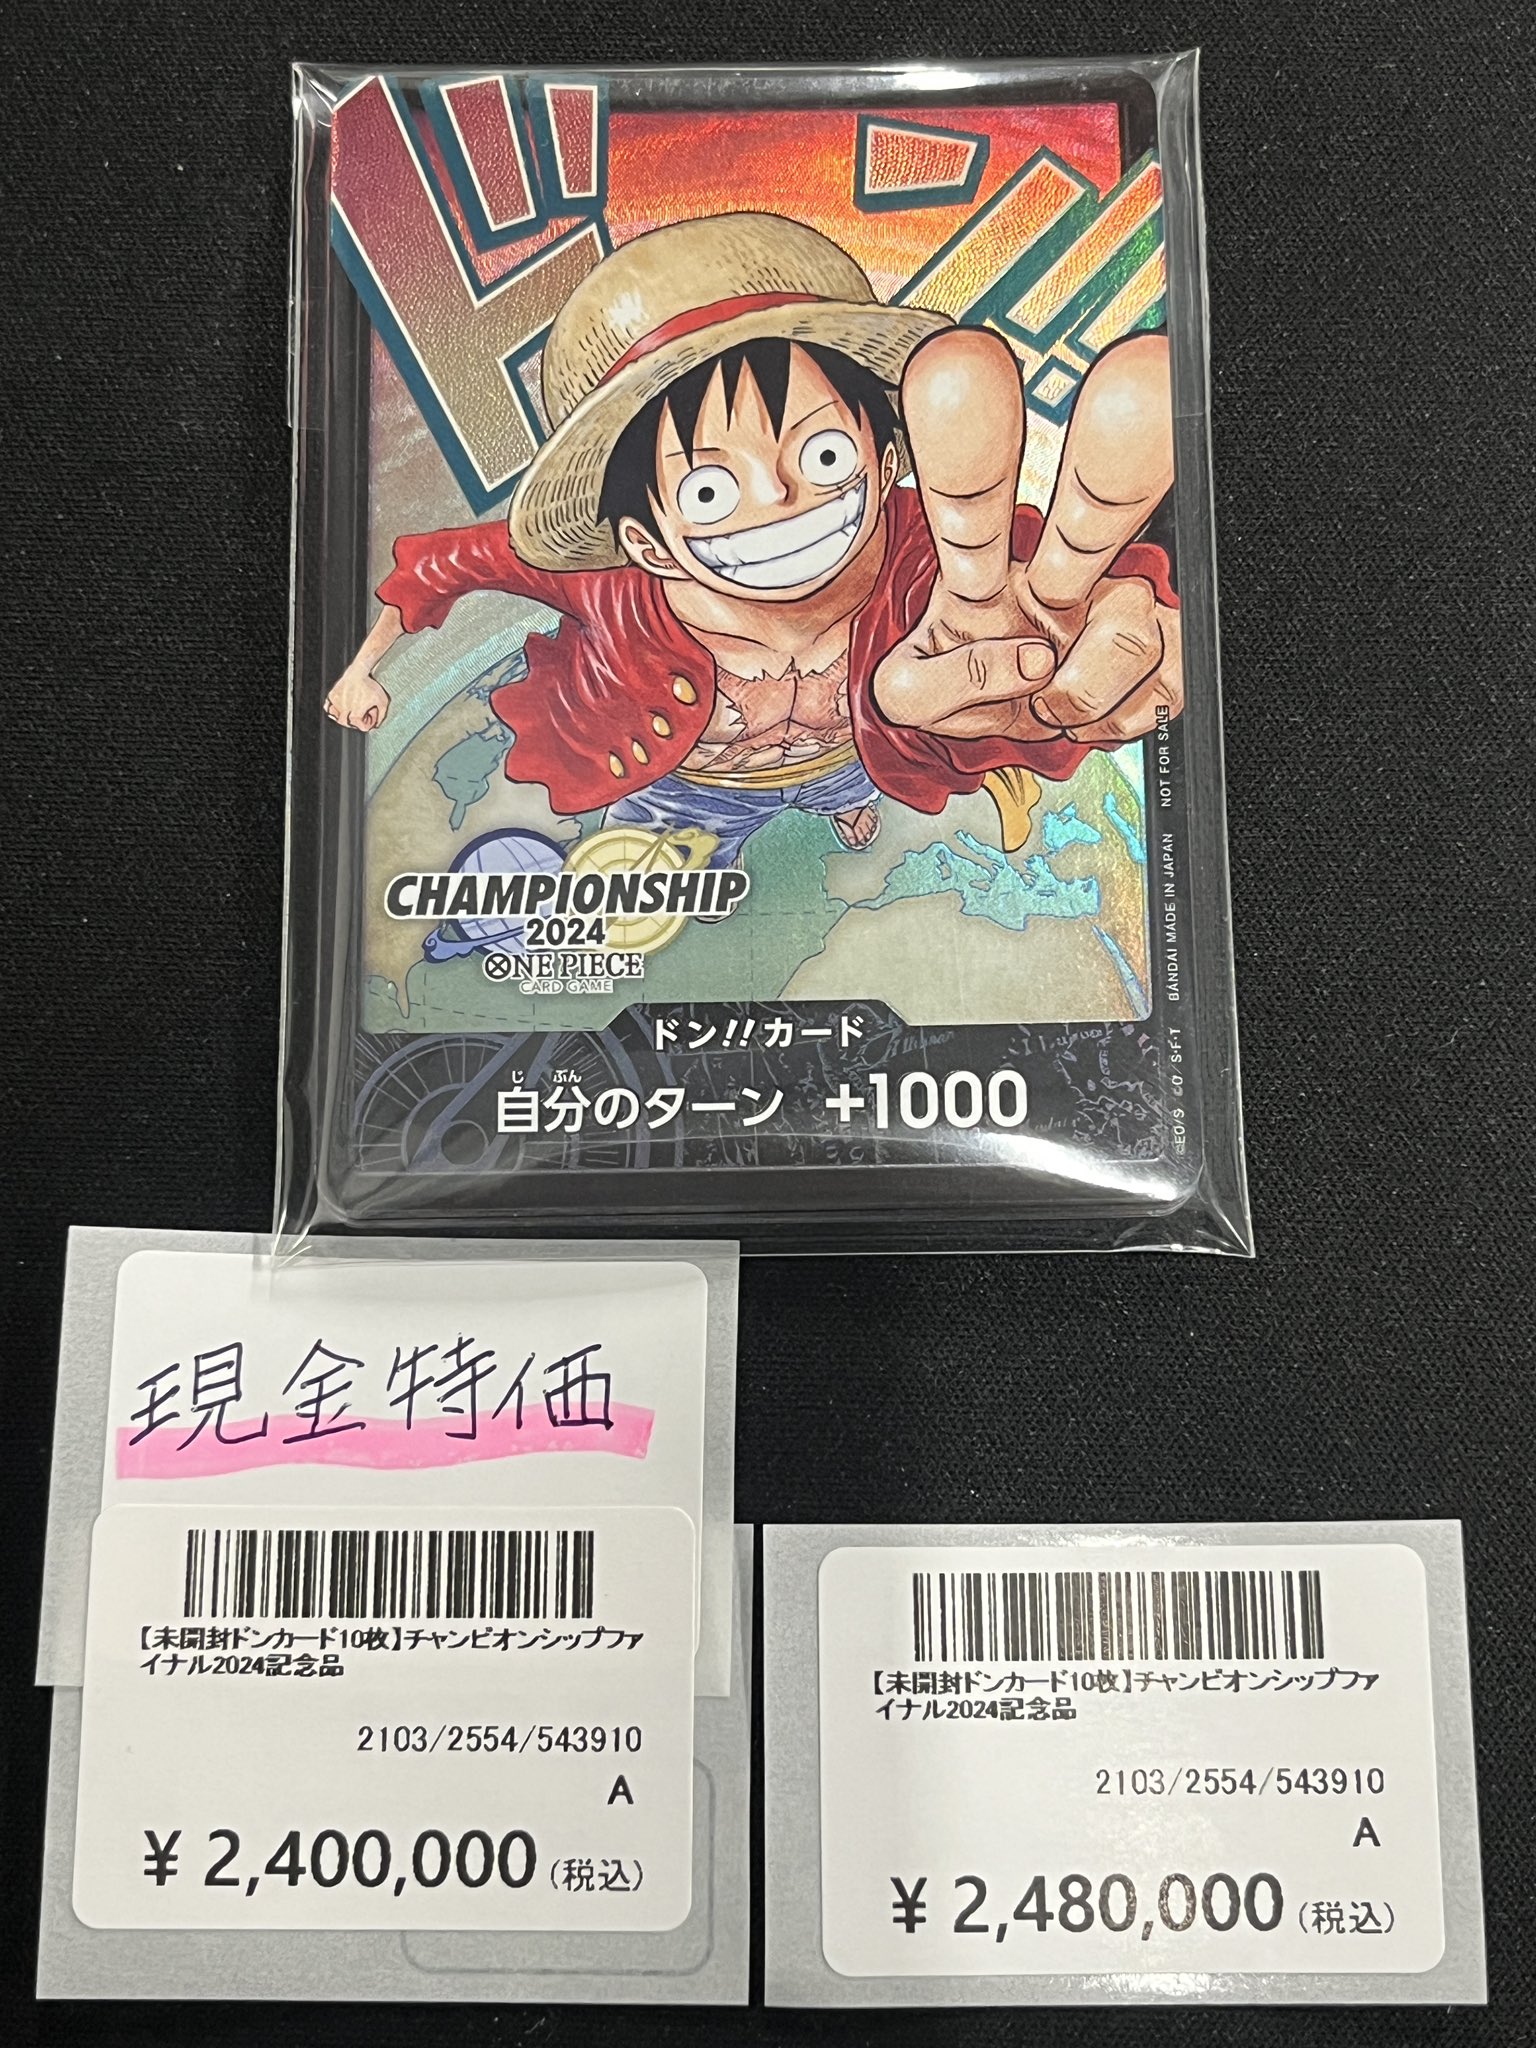 ドン!!
CHAMPIONSHIP
2024
ONE PIECE
CARD GAME
ドン!!カード
じ ぶん
自分のターン +1000
©EO/S ©O/S・F・T BANDAI MADE IN JAPAN NOT FOR SALE
現金特価
【未開封ドンカード10枚】チャンピオンシップファ
イナル2024記念品
2103/2554/543910
A
¥ 2,400,000(税込)
【未開封ドンカード10枚】チャンピオンシップファ
イナル2024記念品
2103/2554/543910
A
¥ 2,480,000(税込)